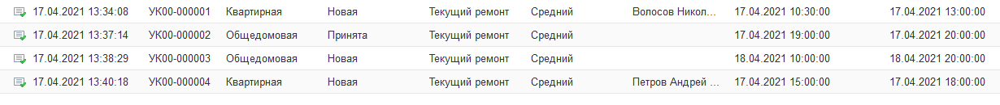 17.04.2021 13:34:08 УК00-000001 Квартирная Новая Текущий ремонт Средний Волосов Никол... 17.04.2021 10:30:00 17.04.2021 13:00:00
17.04.2021 13:37:14 УК00-000002 Общедомовая Принята Текущий ремонт Средний 17.04.2021 19:00:00 17.04.2021 20:00:00
17.04.2021 13:38:29 УК00-000003 Общедомовая Новая Текущий ремонт Средний 18.04.2021 10:00:00 18.04.2021 20:00:00
17.04.2021 13:40:18 УК00-000004 Квартирная Новая Текущий ремонт Средний Петров Андрей ... 17.04.2021 15:00:00 17.04.2021 18:00:00